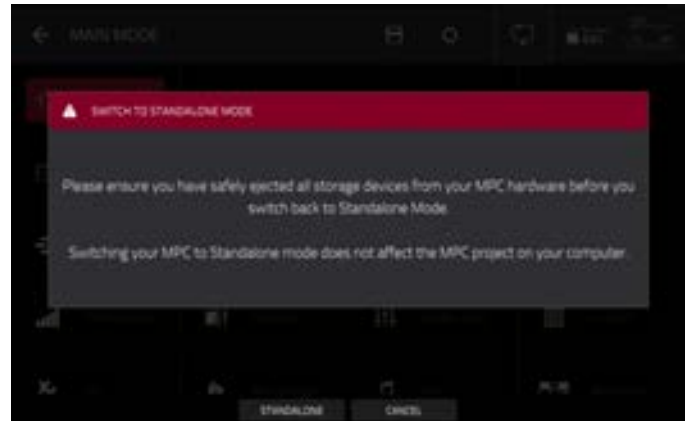 MAIN MODE
SWITCH TO STANDALONE MODE
Please ensure you have safely ejected all storage devices from your MPC hardware before you
switch back to Standalone Mode.
Switching your MPC to Standalone mode does not affect the MPC project on your computer.
STANDALONE
CANCEL